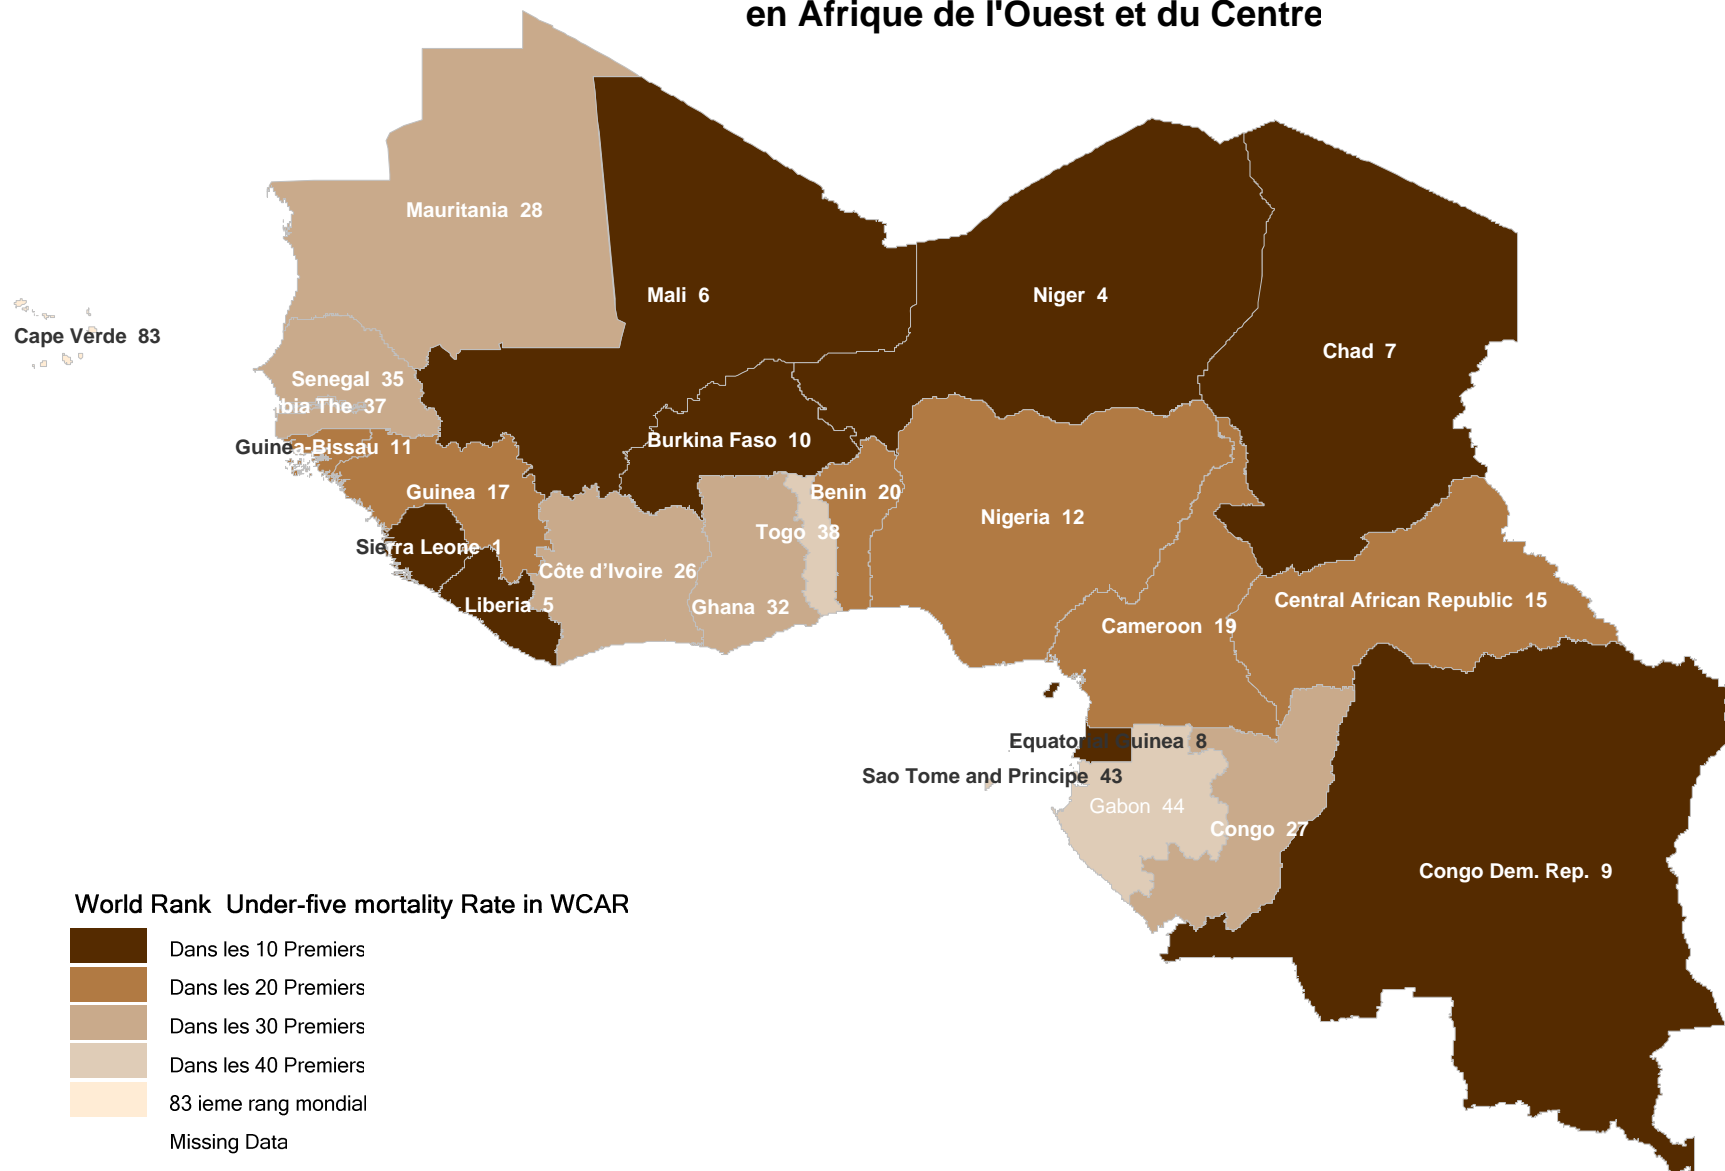 en Afrique de l'Ouest et du Centre
Mauritania 28
Mali 6
Niger 4
Cape Verde 83
Chad 7
Senegal 35
bia The 37
Burkina Faso 10
Guinea-Bissau 11
Guinea 17
Benin 20
Nigeria 12
Togo 38
Sierra Leone 1
Côte d’Ivoire 26
Central African Republic 15
Liberia 5
Ghana 32
Cameroon 19
Equatorial Guinea 8
Sao Tome and Principe 43
Gabon 44
Congo 27
Congo Dem. Rep. 9
World Rank Under-five mortality Rate in WCAR
Dans les 10 Premiers
Dans les 20 Premiers
Dans les 30 Premiers
Dans les 40 Premiers
83 ieme rang mondial
Missing Data